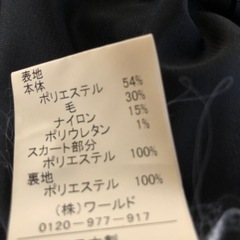 表地
本体
ポリエステル 54%
毛 30%
ナイロン 15%
ポリウレタン 1%
スカート部分
ポリエステル 100%
裏地
ポリエステル 100%
(株)ワールド
0120-977-917